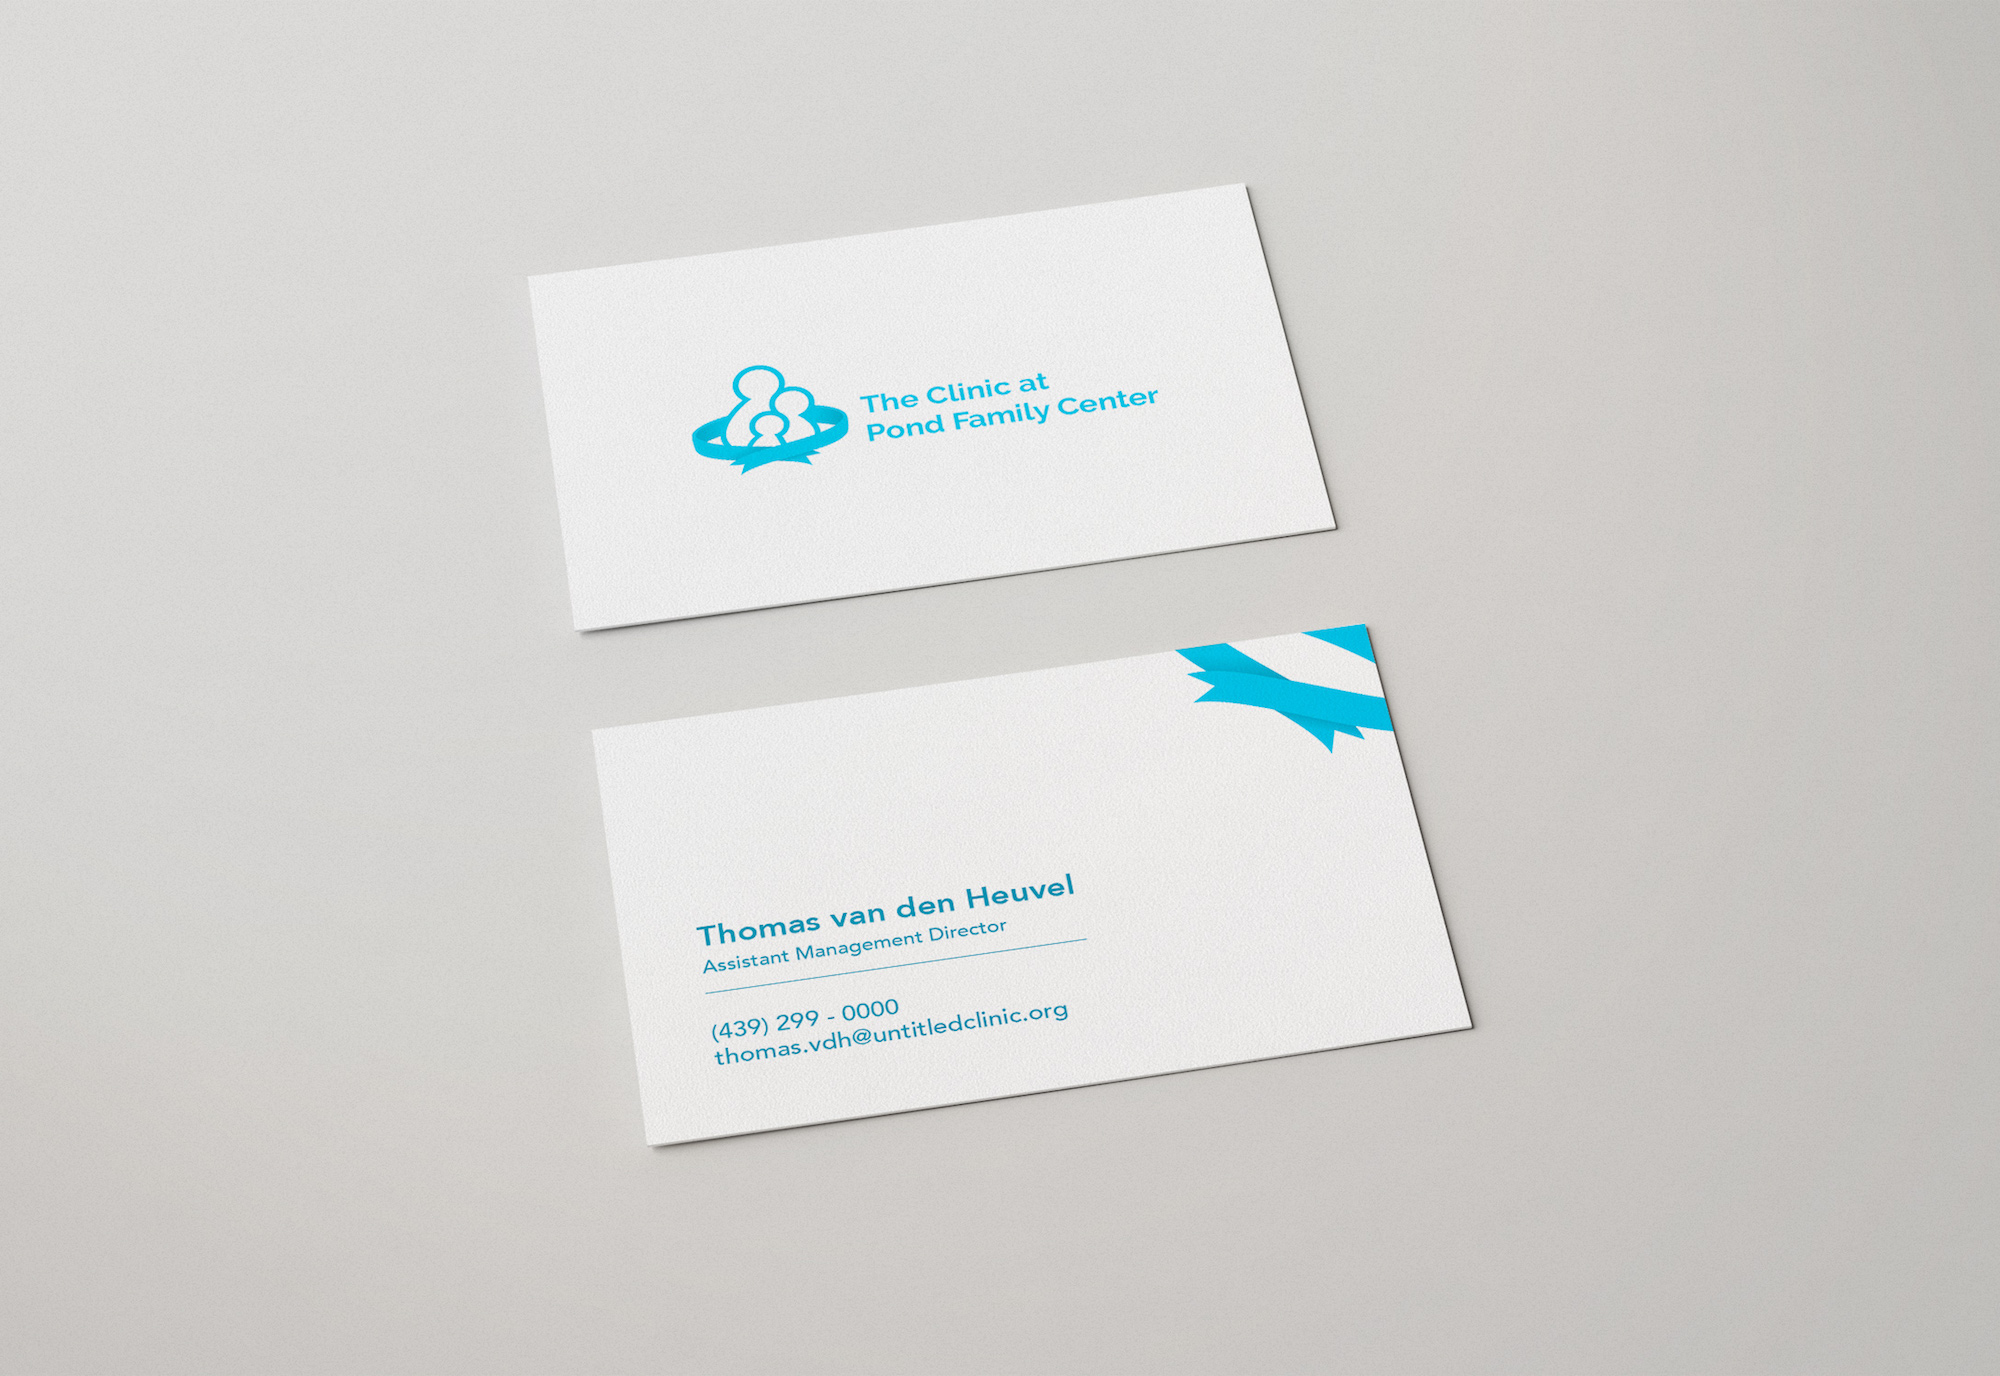 The Clinic at
Pond Family Center
Thomas van den Heuvel
Assistant Management Director
(439) 299 - 0000
thomas.vdh@untitledclinic.org